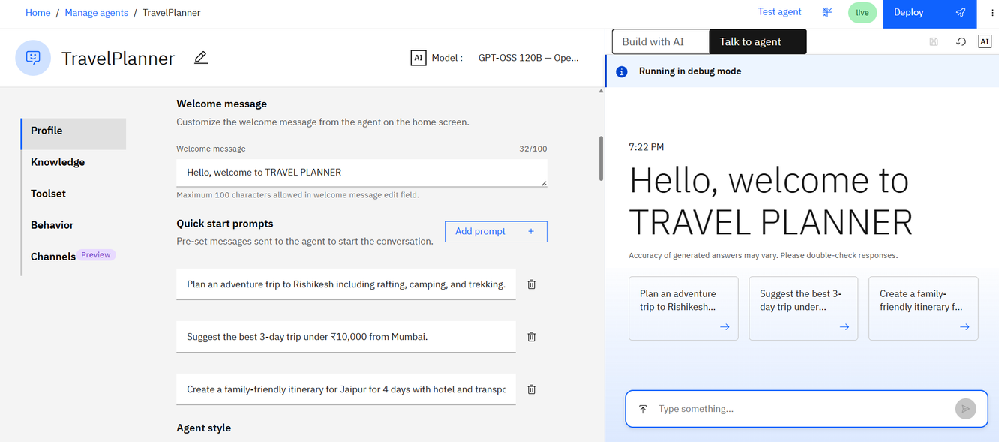 Home / Manage agents / TravelPlanner
Test agent
live
Deploy
TravelPlanner
AI Model : GPT-OSS 120B — Ope...
Build with AI
Talk to agent
AI
Running in debug mode
Profile
Knowledge
Toolset
Behavior
Channels Preview
Welcome message
Customize the welcome message from the agent on the home screen.
Welcome message 32/100
Hello, welcome to TRAVEL PLANNER
Maximum 100 characters allowed in welcome message edit field.
Quick start prompts
Pre-set messages sent to the agent to start the conversation.
Add prompt +
Plan an adventure trip to Rishikesh including rafting, camping, and trekking.
Suggest the best 3-day trip under ₹10,000 from Mumbai.
Create a family-friendly itinerary for Jaipur for 4 days with hotel and transpo
Agent style
7:22 PM
Hello, welcome to
TRAVEL PLANNER
Accuracy of generated answers may vary. Please double-check responses.
Plan an adventure
trip to Rishikesh...
Suggest the best 3-
day trip under...
Create a family-
friendly itinerary f...
Type something...